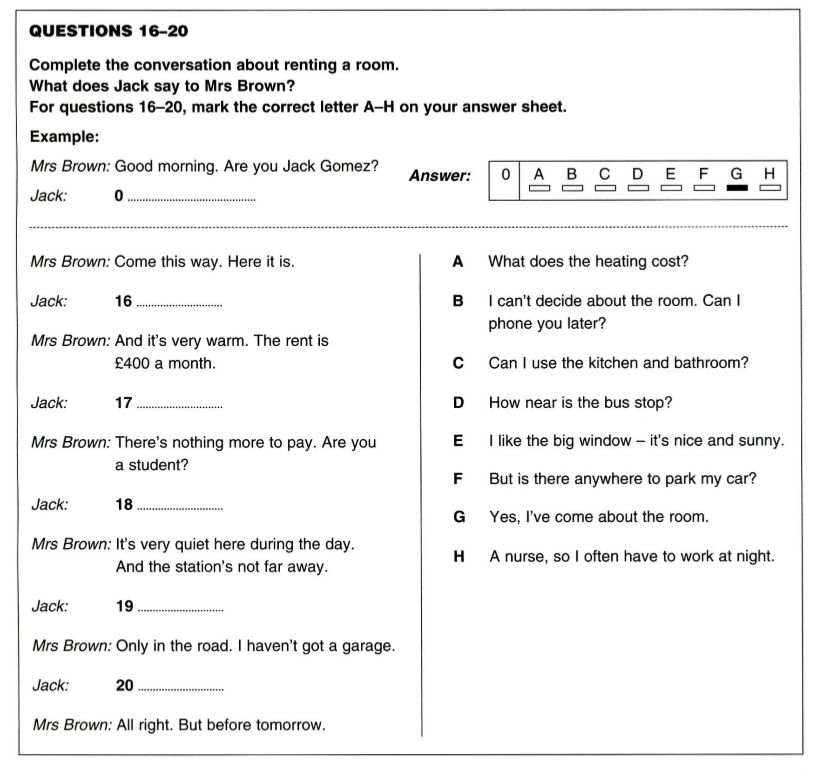 QUESTIONS 16–20
Complete the conversation about renting a room.
What does Jack say to Mrs Brown?
For questions 16–20, mark the correct letter A–H on your answer sheet.
Example:
Mrs Brown: Good morning. Are you Jack Gomez?
Jack: 0 ...........................................
Answer: 0 A B C D E F G H
Mrs Brown: Come this way. Here it is.
Jack: 16 .............................
Mrs Brown: And it's very warm. The rent is
£400 a month.
Jack: 17 .............................
Mrs Brown: There's nothing more to pay. Are you
a student?
Jack: 18 .............................
Mrs Brown: It's very quiet here during the day.
And the station's not far away.
Jack: 19 .............................
Mrs Brown: Only in the road. I haven't got a garage.
Jack: 20 .............................
Mrs Brown: All right. But before tomorrow.
A What does the heating cost?
B I can't decide about the room. Can I
phone you later?
C Can I use the kitchen and bathroom?
D How near is the bus stop?
E I like the big window – it's nice and sunny.
F But is there anywhere to park my car?
G Yes, I've come about the room.
H A nurse, so I often have to work at night.